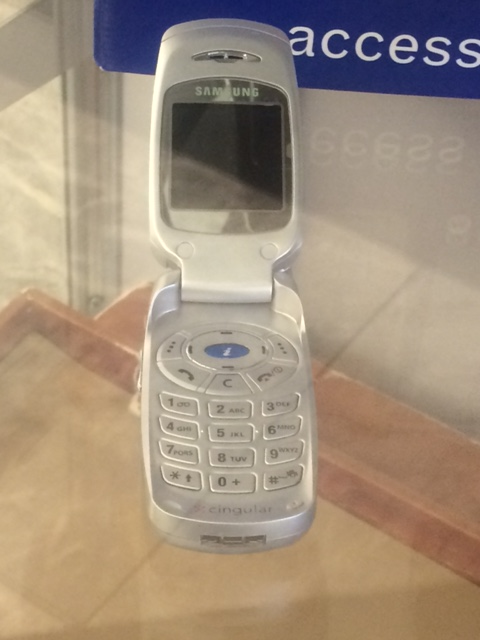 access
SAMSUNG
i
C
1
2 ABC
3 DEF
4 GHI
5 JKL
6 MNO
7 PQRS
8 TUV
9 WXYZ
*
0 +
#
cingular